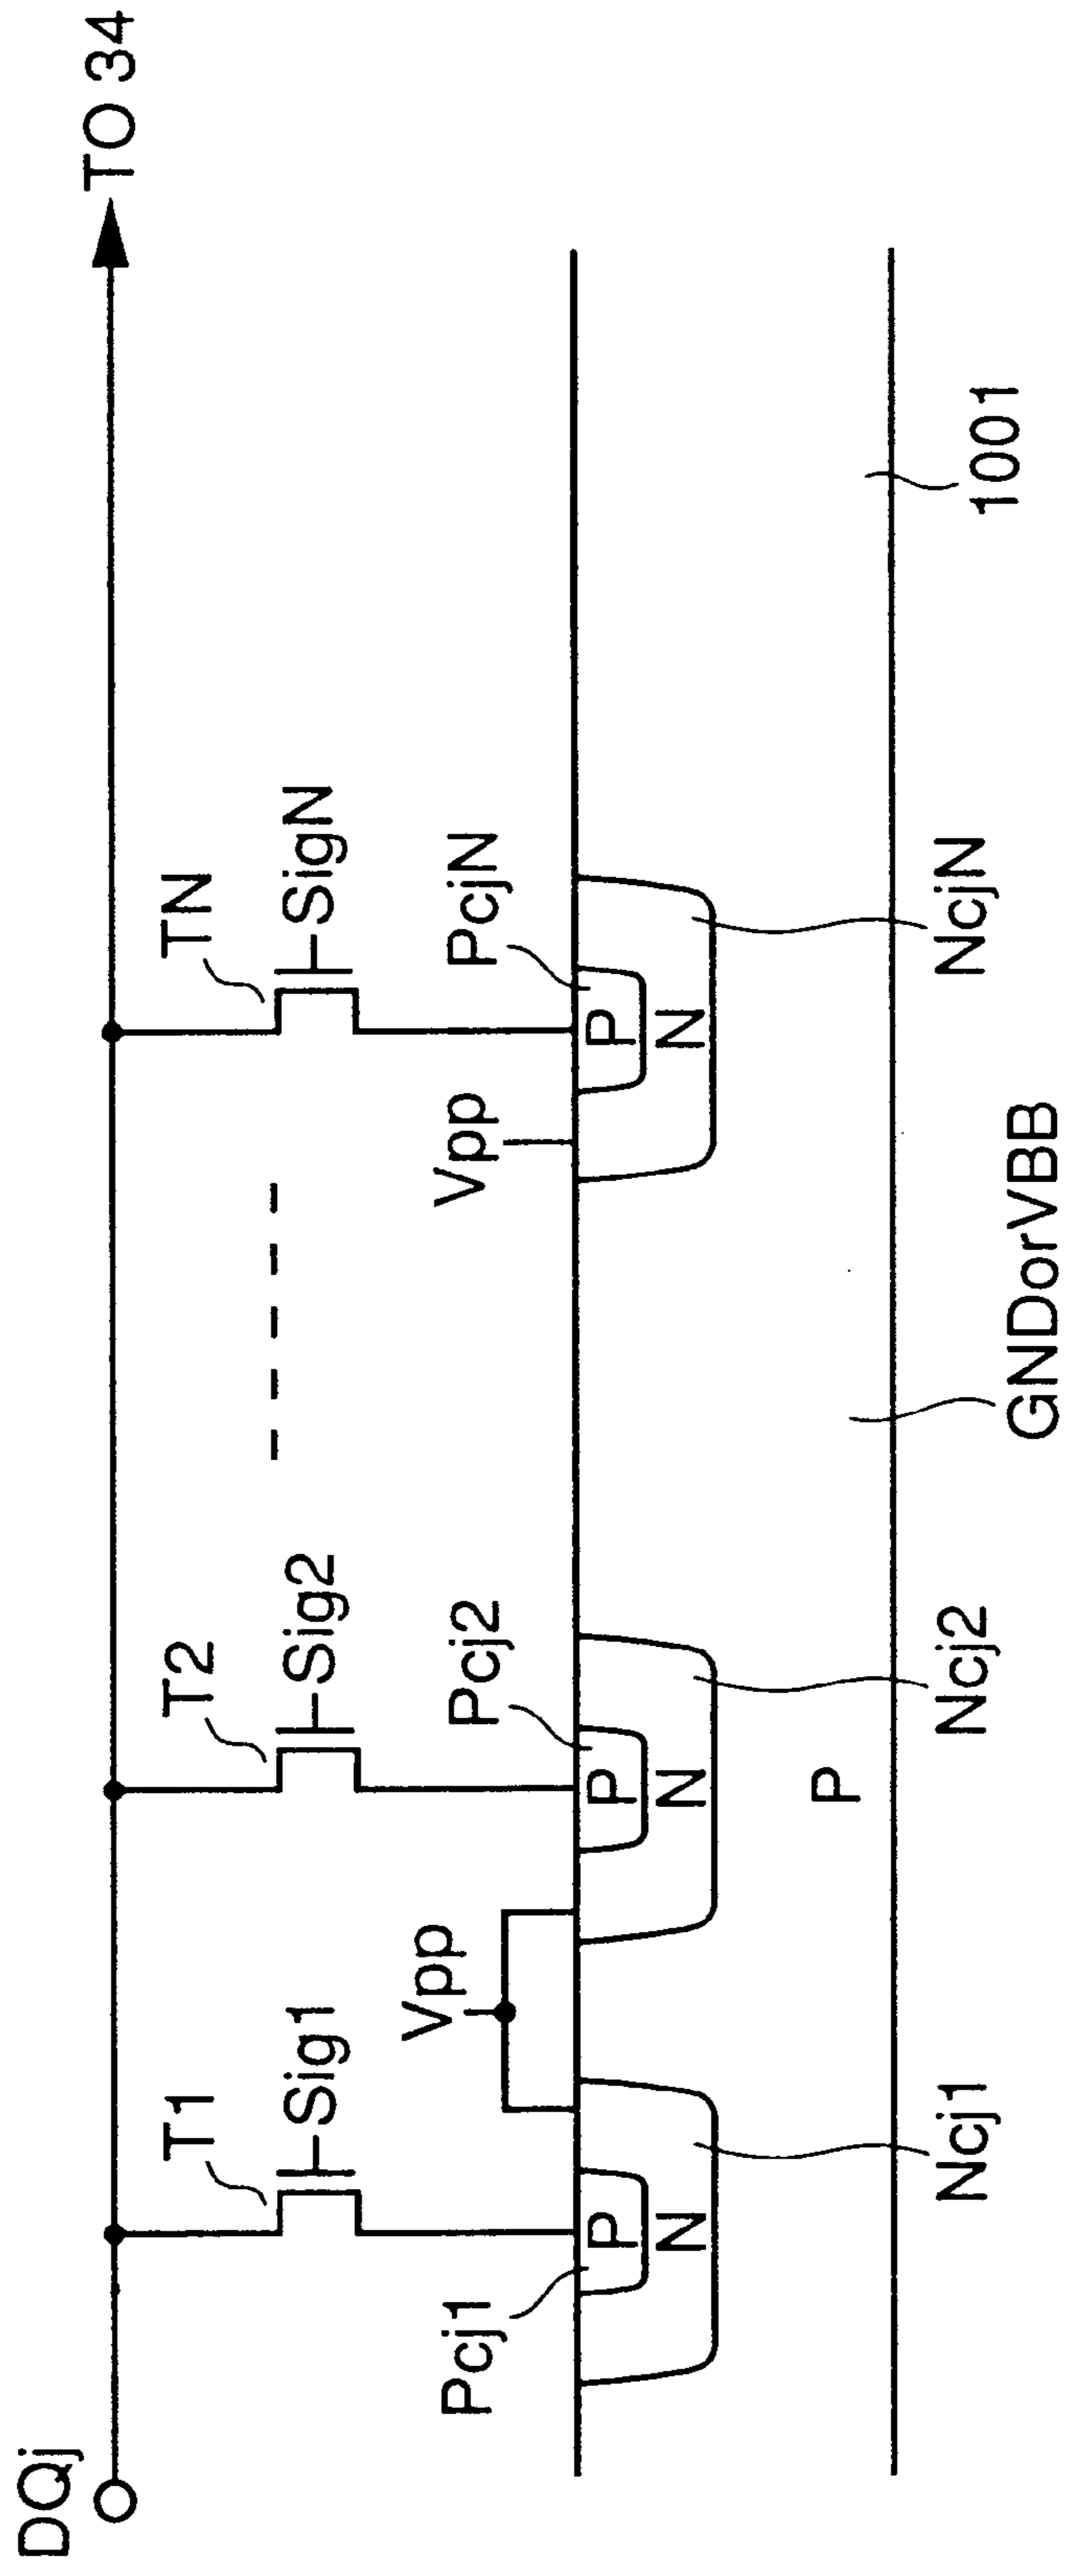 DQj
TO 34
T1
T2
TN
Sig1
Sig2
SigN
Pcj1
Vpp
Pcj2
Vpp
PcjN
P
P
P
N
N
N
P
Ncj1
Ncj2
NcjN
GNDorVBB
1001